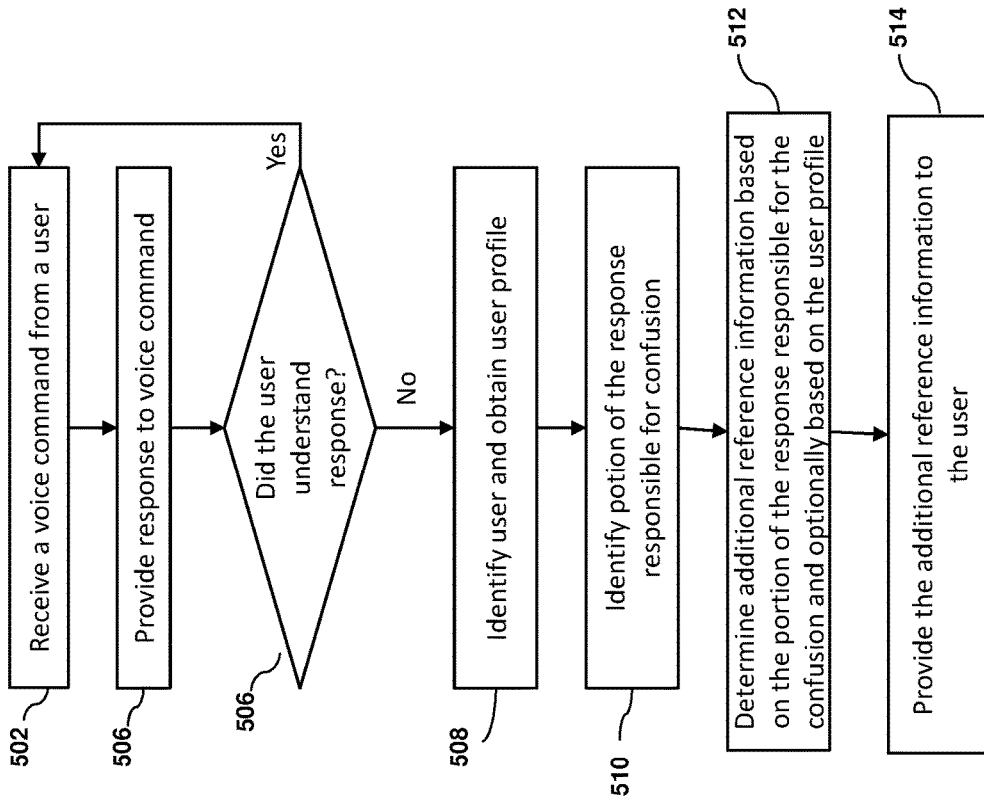 502
Receive a voice command from a user
506
Provide response to voice command
506
Did the user
understand
response?
Yes
No
508
Identify user and obtain user profile
510
Identify potion of the response
responsible for confusion
512
Determine additional reference information based
on the portion of the response responsible for the
confusion and optionally based on the user profile
514
Provide the additional reference information to
the user